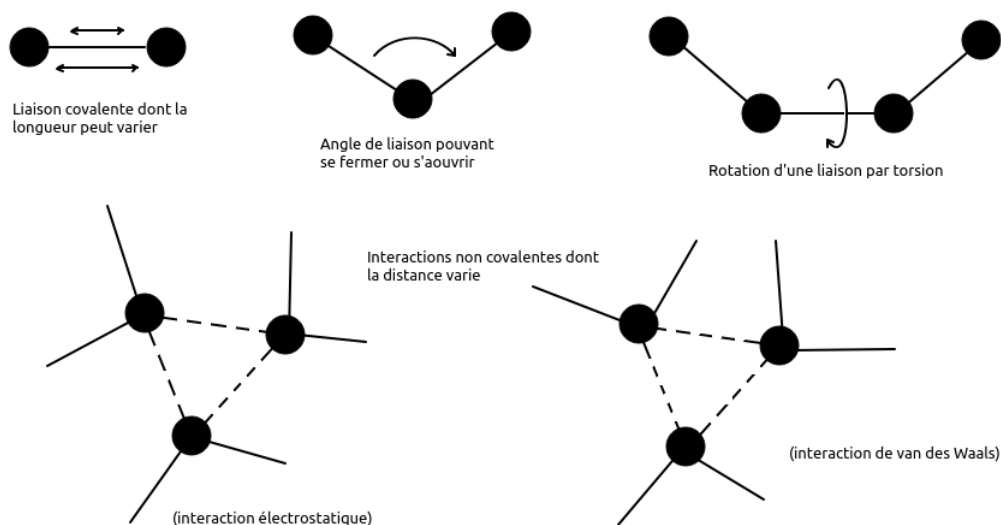 Liaison covalente dont la
longueur peut varier
Angle de liaison pouvant
se fermer ou s'aouvrir
Rotation d'une liaison par torsion
Interactions non covalentes dont
la distance varie
(interaction de van des Waals)
(interaction électrostatique)